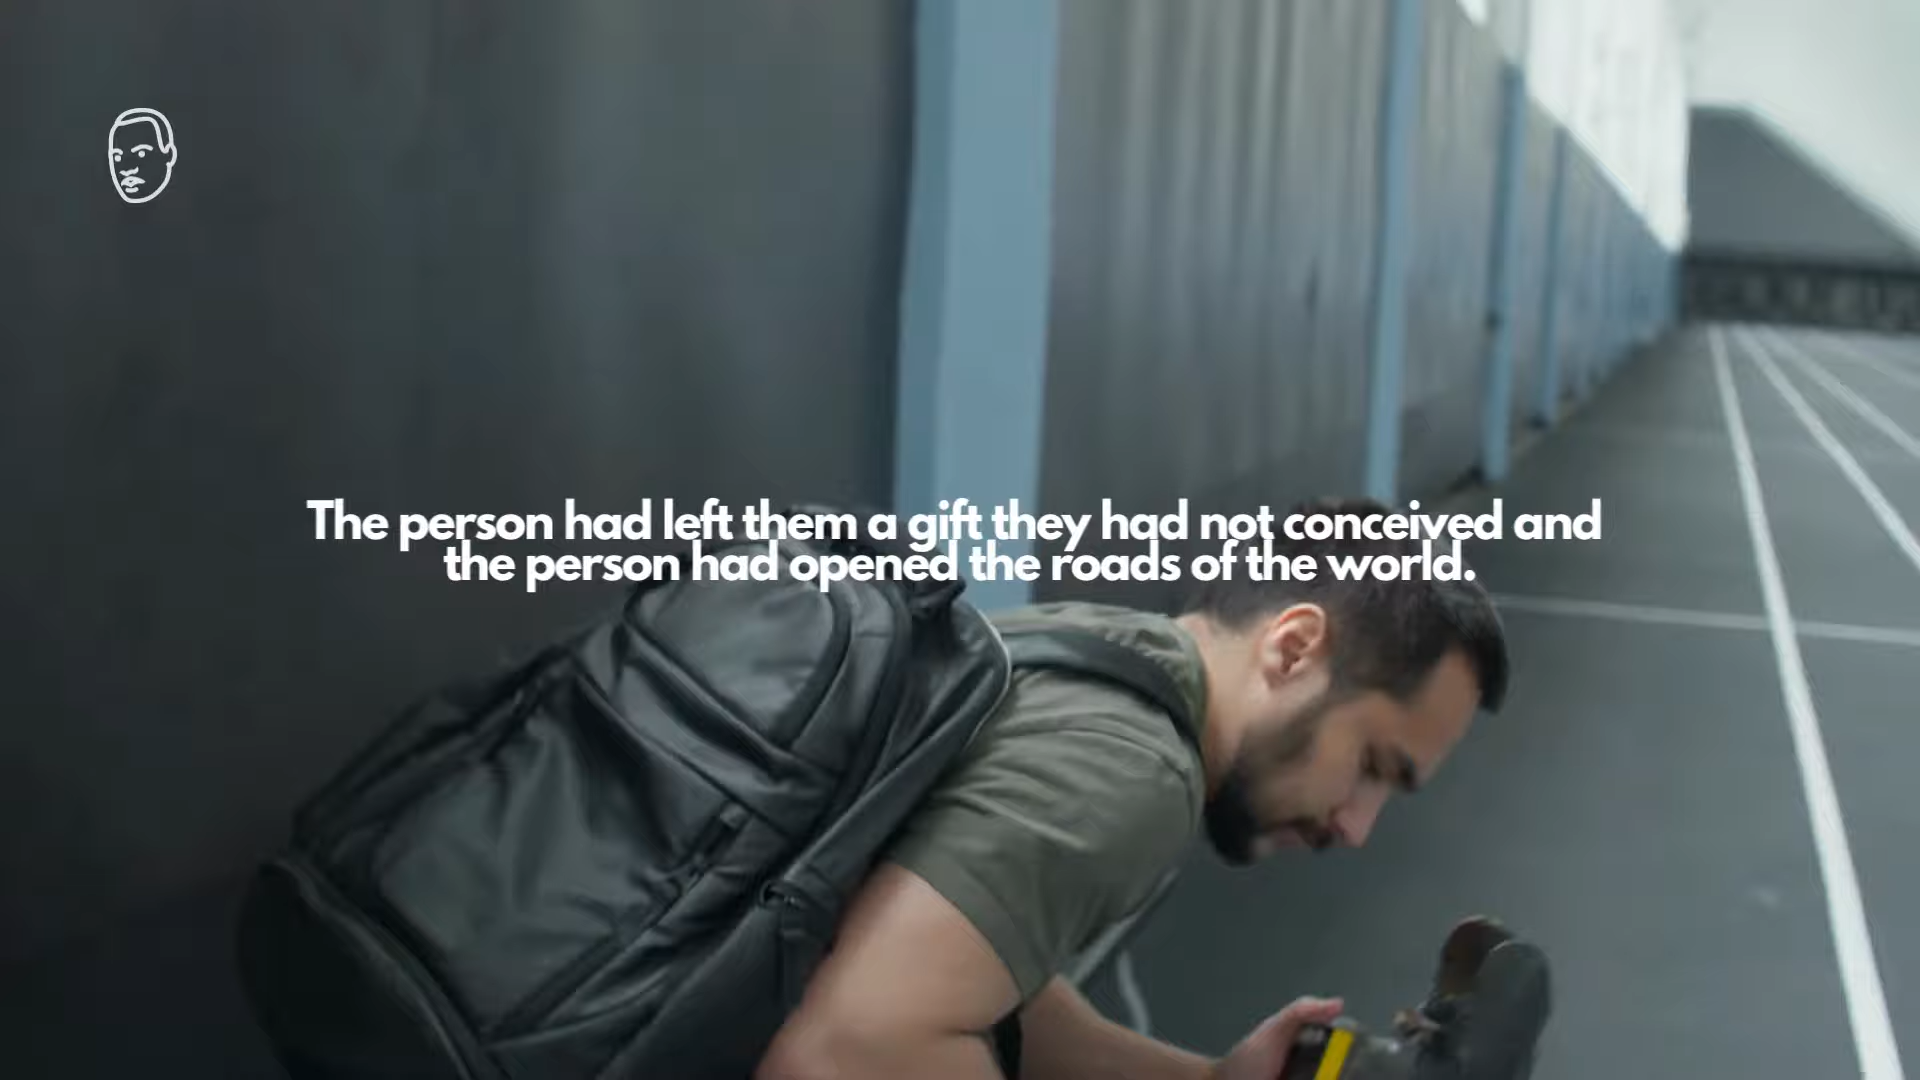 The person had left them a gift they had not conceived and
the person had opened the roads of the world.